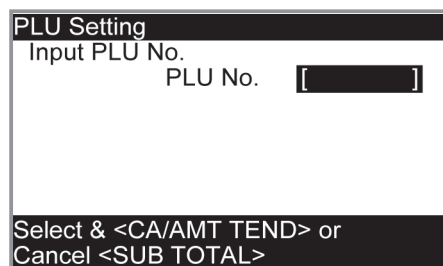 PLU Setting
Input PLU No.
PLU No. [ ]
Select & <CA/AMT TEND> or
Cancel <SUB TOTAL>